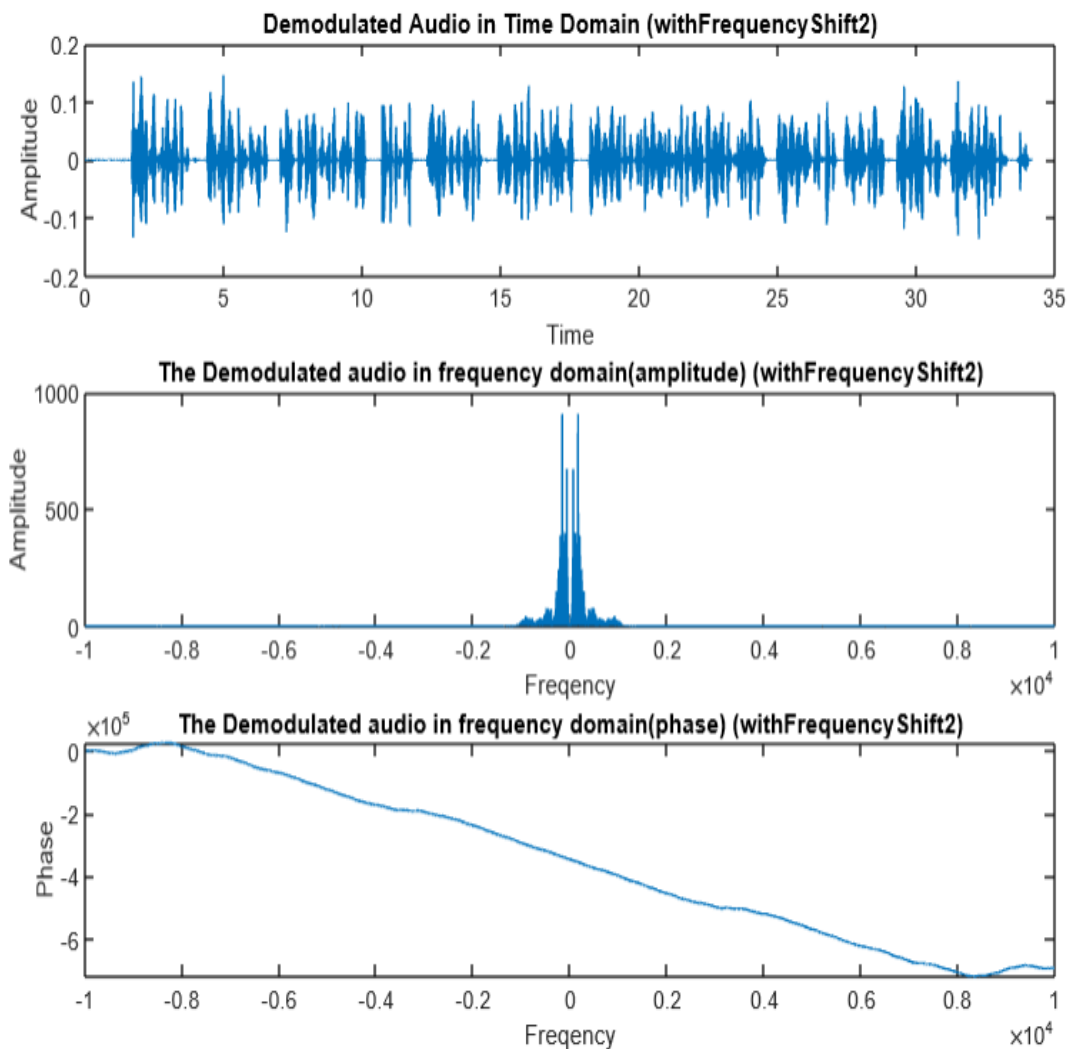 Demodulated Audio in Time Domain (withFrequencyShift2)
0.2
0.1
0
-0.1
-0.2
Amplitude
0 5 10 15 20 25 30 35
Time
The Demodulated audio in frequency domain(amplitude) (withFrequencyShift2)
1000
500
0
Amplitude
-1 -0.8 -0.6 -0.4 -0.2 0 0.2 0.4 0.6 0.8 1
Freqency
×10^4
×10^5
The Demodulated audio in frequency domain(phase) (withFrequencyShift2)
0
-2
-4
-6
Phase
-1 -0.8 -0.6 -0.4 -0.2 0 0.2 0.4 0.6 0.8 1
Freqency
×10^4